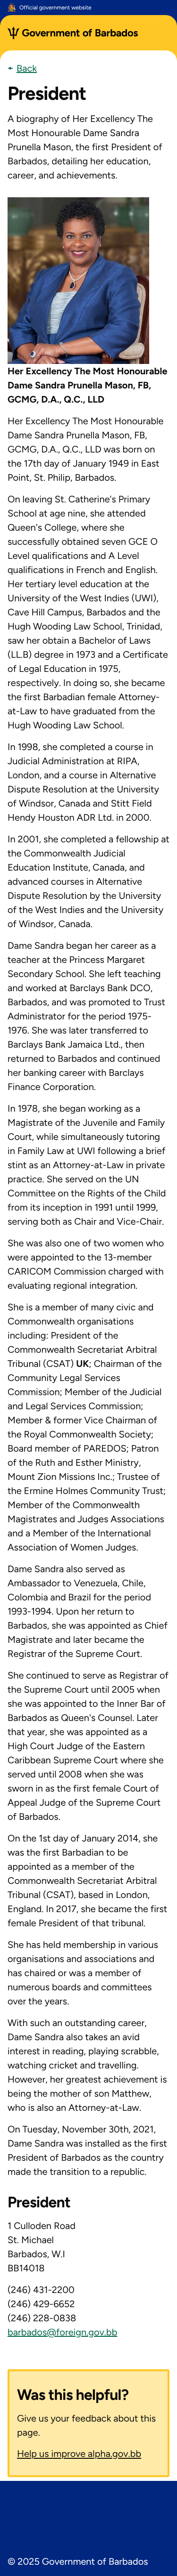 Official government website
Government of Barbados
Back
President
A biography of Her Excellency The
Most Honourable Dame Sandra
Prunella Mason, the first President of
Barbados, detailing her education,
career, and achievements.
Her Excellency The Most Honourable
Dame Sandra Prunella Mason, FB,
GCMG, D.A., Q.C., LLD
Her Excellency The Most Honourable
Dame Sandra Prunella Mason, FB,
GCMG, D.A., Q.C., LLD was born on
the 17th day of January 1949 in East
Point, St. Philip, Barbados.
On leaving St. Catherine's Primary
School at age nine, she attended
Queen's College, where she
successfully obtained seven GCE O
Level qualifications and A Level
qualifications in French and English.
Her tertiary level education at the
University of the West Indies (UWI),
Cave Hill Campus, Barbados and the
Hugh Wooding Law School, Trinidad,
saw her obtain a Bachelor of Laws
(LL.B) degree in 1973 and a Certificate
of Legal Education in 1975,
respectively. In doing so, she became
the first Barbadian female Attorney-
at-Law to have graduated from the
Hugh Wooding Law School.
In 1998, she completed a course in
Judicial Administration at RIPA,
London, and a course in Alternative
Dispute Resolution at the University
of Windsor, Canada and Stitt Field
Hendy Houston ADR Ltd. in 2000.
In 2001, she completed a fellowship at
the Commonwealth Judicial
Education Institute, Canada, and
advanced courses in Alternative
Dispute Resolution by the University
of the West Indies and the University
of Windsor, Canada.
Dame Sandra began her career as a
teacher at the Princess Margaret
Secondary School. She left teaching
and worked at Barclays Bank DCO,
Barbados, and was promoted to Trust
Administrator for the period 1975-
1976. She was later transferred to
Barclays Bank Jamaica Ltd., then
returned to Barbados and continued
her banking career with Barclays
Finance Corporation.
In 1978, she began working as a
Magistrate of the Juvenile and Family
Court, while simultaneously tutoring
in Family Law at UWI following a brief
stint as an Attorney-at-Law in private
practice. She served on the UN
Committee on the Rights of the Child
from its inception in 1991 until 1999,
serving both as Chair and Vice-Chair.
She was also one of two women who
were appointed to the 13-member
CARICOM Commission charged with
evaluating regional integration.
She is a member of many civic and
Commonwealth organisations
including: President of the
Commonwealth Secretariat Arbitral
Tribunal (CSAT) UK; Chairman of the
Community Legal Services
Commission; Member of the Judicial
and Legal Services Commission;
Member & former Vice Chairman of
the Royal Commonwealth Society;
Board member of PAREDOS; Patron
of the Ruth and Esther Ministry,
Mount Zion Missions Inc.; Trustee of
the Ermine Holmes Community Trust;
Member of the Commonwealth
Magistrates and Judges Associations
and a Member of the International
Association of Women Judges.
Dame Sandra also served as
Ambassador to Venezuela, Chile,
Colombia and Brazil for the period
1993-1994. Upon her return to
Barbados, she was appointed as Chief
Magistrate and later became the
Registrar of the Supreme Court.
She continued to serve as Registrar of
the Supreme Court until 2005 when
she was appointed to the Inner Bar of
Barbados as Queen's Counsel. Later
that year, she was appointed as a
High Court Judge of the Eastern
Caribbean Supreme Court where she
served until 2008 when she was
sworn in as the first female Court of
Appeal Judge of the Supreme Court
of Barbados.
On the 1st day of January 2014, she
was the first Barbadian to be
appointed as a member of the
Commonwealth Secretariat Arbitral
Tribunal (CSAT), based in London,
England. In 2017, she became the first
female President of that tribunal.
She has held membership in various
organisations and associations and
has chaired or was a member of
numerous boards and committees
over the years.
With such an outstanding career,
Dame Sandra also takes an avid
interest in reading, playing scrabble,
watching cricket and travelling.
However, her greatest achievement is
being the mother of son Matthew,
who is also an Attorney-at-Law.
On Tuesday, November 30th, 2021,
Dame Sandra was installed as the first
President of Barbados as the country
made the transition to a republic.
President
1 Culloden Road
St. Michael
Barbados, W.I
BB14018
(246) 431-2200
(246) 429-6652
(246) 228-0838
barbados@foreign.gov.bb
Was this helpful?
Give us your feedback about this
page.
Help us improve alpha.gov.bb
© 2025 Government of Barbados